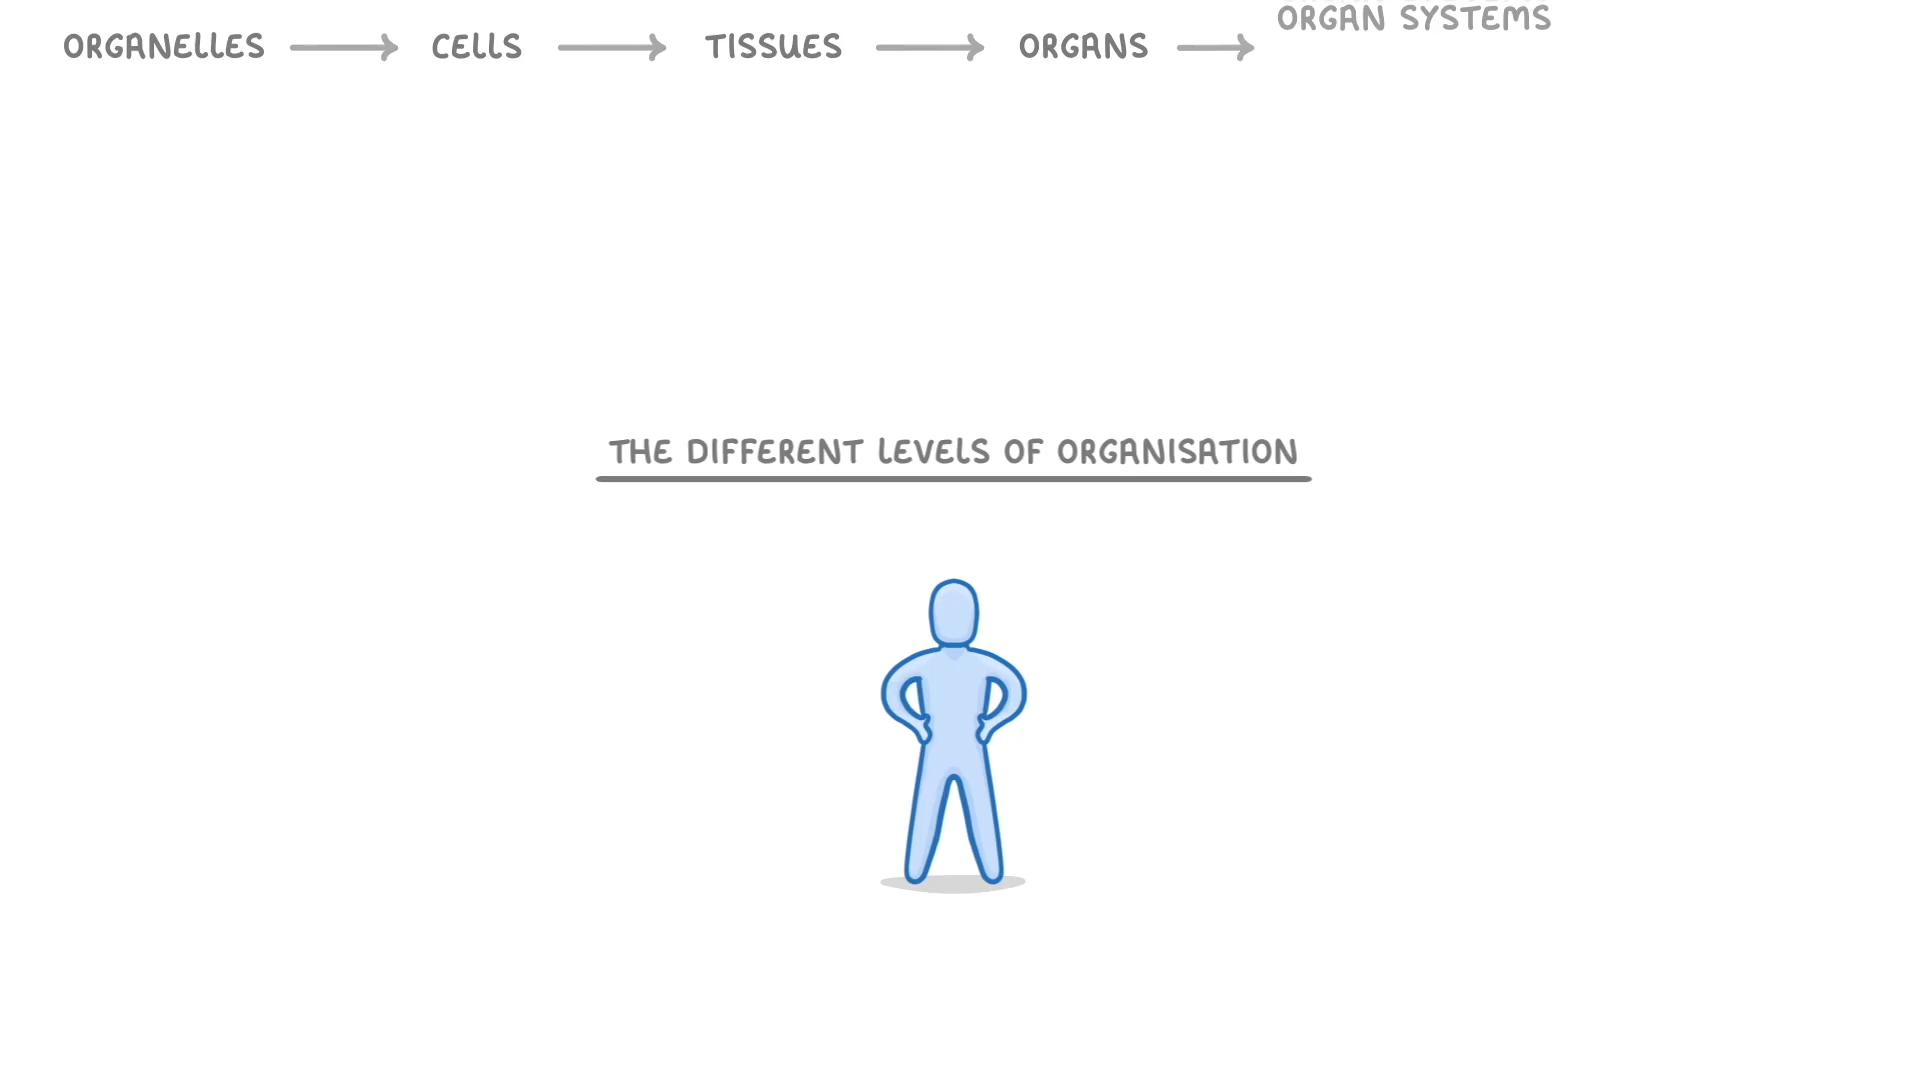 ORGANELLES → CELLS → TISSUES → ORGANS → ORGAN SYSTEMS
THE DIFFERENT LEVELS OF ORGANISATION